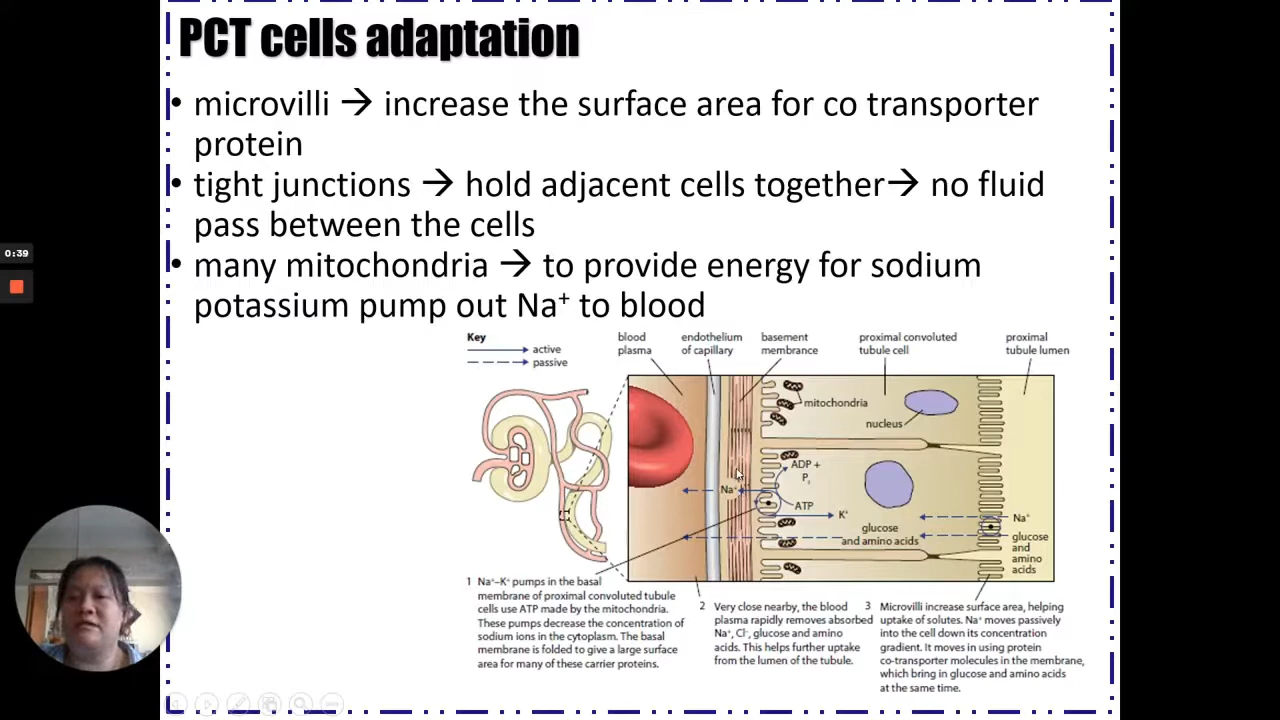 PCT cells adaptation
• microvilli → increase the surface area for co transporter
protein
• tight junctions → hold adjacent cells together→ no fluid
pass between the cells
• many mitochondria → to provide energy for sodium
potassium pump out Na⁺ to blood
0:39
Key
active
passive
blood
plasma
endothelium
of capillary
basement
membrance
proximal convoluted
tubule cell
proximal
tubule lumen
mitochondria
nucleus
ADP +
Pᵢ
Na⁺
ATP
K⁺
glucose
and amino acids
Na⁺
glucose
and
amino
acids
1 Na⁺–K⁺ pumps in the basal
membrane of proximal convoluted tubule
cells use ATP made by the mitochondria.
These pumps decrease the concentration of
sodium ions in the cytoplasm. The basal
membrane is folded to give a large surface
area for many of these carrier proteins.
2 Very close nearby, the blood
plasma rapidly removes absorbed
Na⁺, Cl⁻, glucose and amino
acids. This helps further uptake
from the lumen of the tubule.
3 Microvilli increase surface area, helping
uptake of solutes. Na⁺ moves passively
into the cell down its concentration
gradient. It moves in using protein
co-transporter molecules in the membrane,
which bring in glucose and amino acids
at the same time.